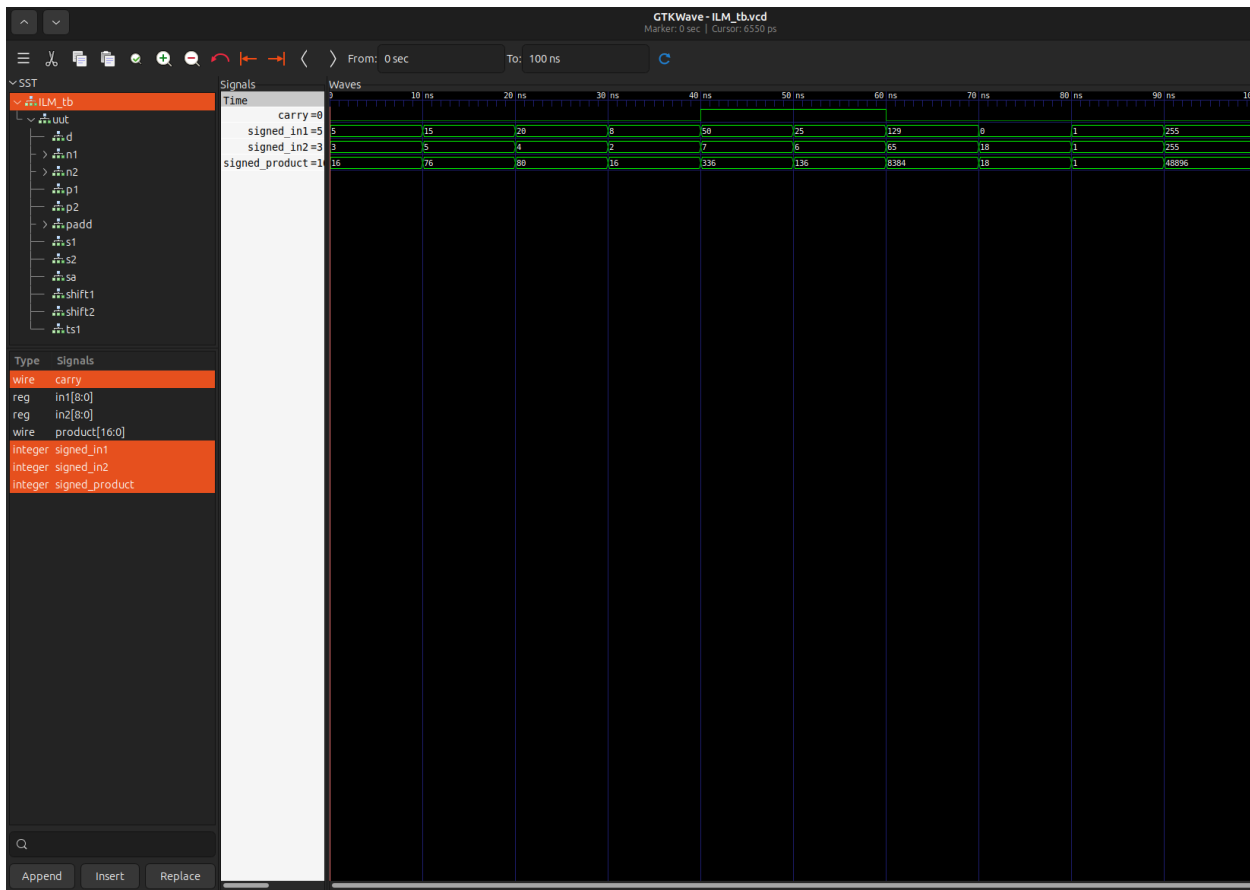 GTKWave - ILM_tb.vcd
Marker: 0 sec | Cursor: 6550 ps
From: 0 sec To: 100 ns
SST
ILM_tb
uut
d
n1
n2
p1
p2
padd
s1
s2
sa
shift1
shift2
ts1
Type Signals
wire carry
reg in1[8:0]
reg in2[8:0]
wire product[16:0]
integer signed_in1
integer signed_in2
integer signed_product
Append Insert Replace
Signals
Time
carry=0
signed_in1=5
signed_in2=3
signed_product=1
Waves
10 ns 20 ns 30 ns 40 ns 50 ns 60 ns 70 ns 80 ns 90 ns 10
5 15 20 8 50 25 129 0 1 255
3 5 4 2 7 6 65 18 1 255
16 76 80 16 336 136 8384 18 1 48896